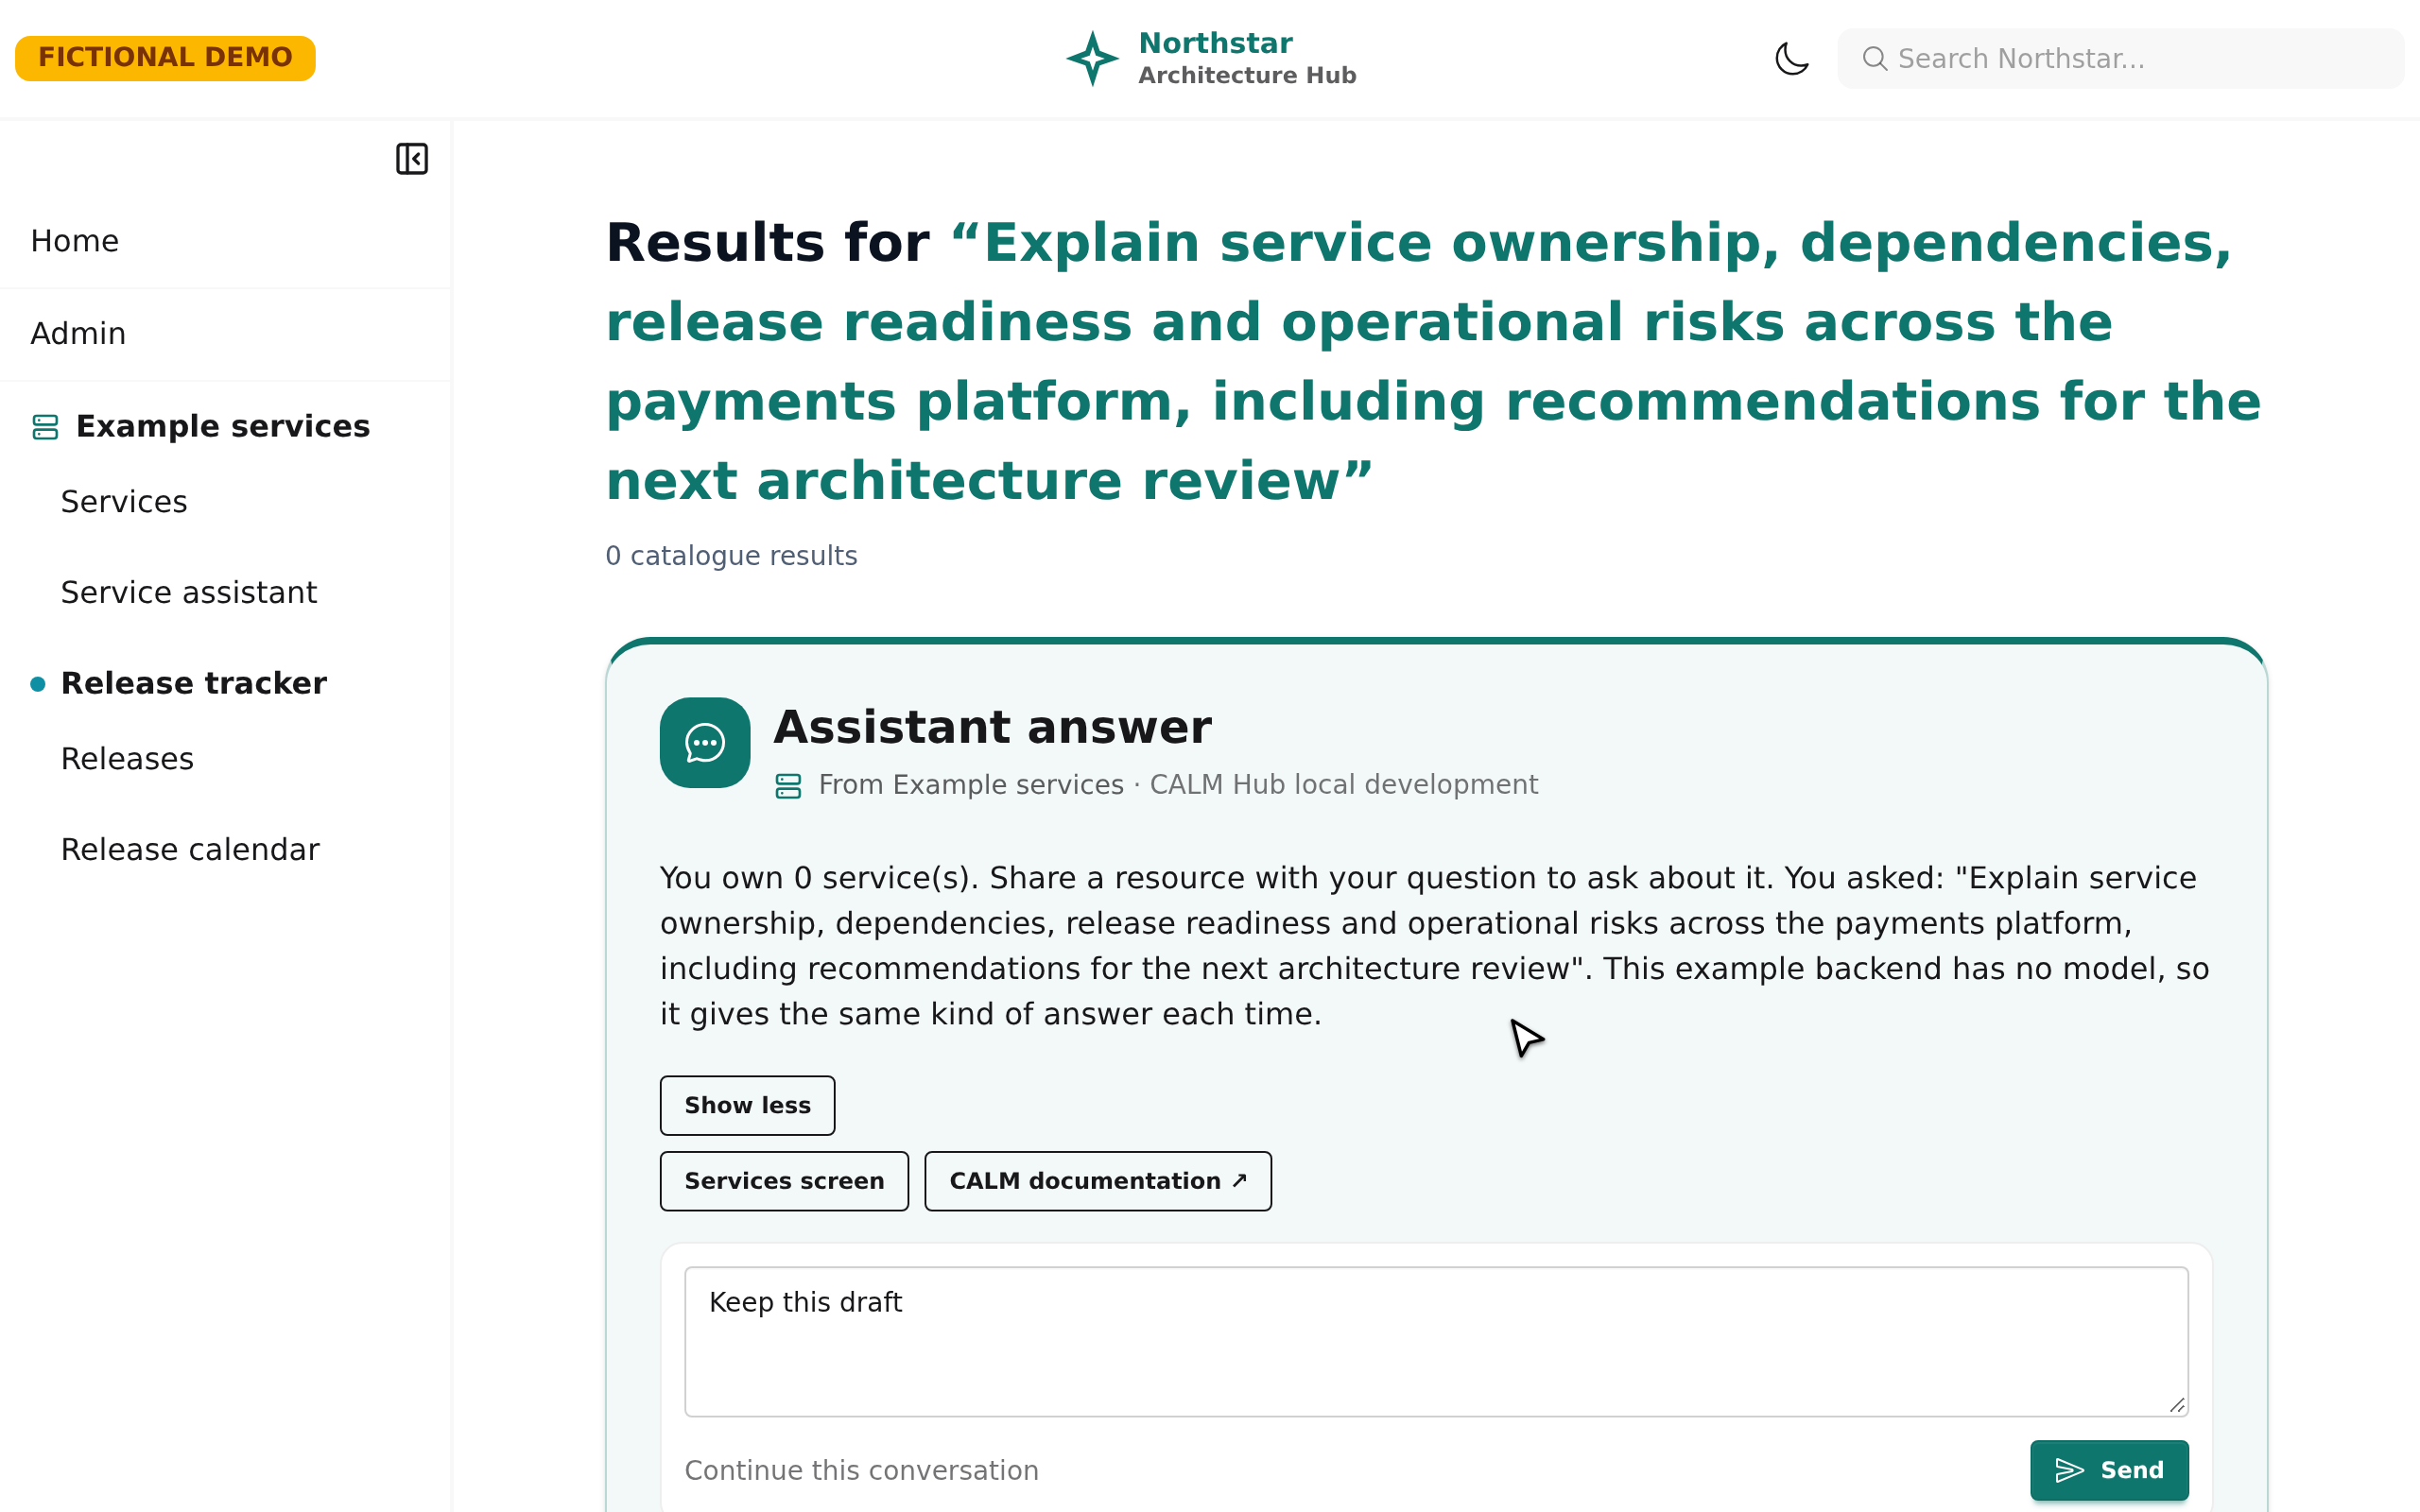 FICTIONAL DEMO
Northstar
Architecture Hub
Search Northstar...
Home
Admin
Example services
Services
Service assistant
Release tracker
Releases
Release calendar
Results for “Explain service ownership, dependencies,
release readiness and operational risks across the
payments platform, including recommendations for the
next architecture review”
0 catalogue results
Assistant answer
From Example services · CALM Hub local development
You own 0 service(s). Share a resource with your question to ask about it. You asked: "Explain service
ownership, dependencies, release readiness and operational risks across the payments platform,
including recommendations for the next architecture review". This example backend has no model, so
it gives the same kind of answer each time.
Show less
Services screen
CALM documentation ↗
Keep this draft
Continue this conversation
Send